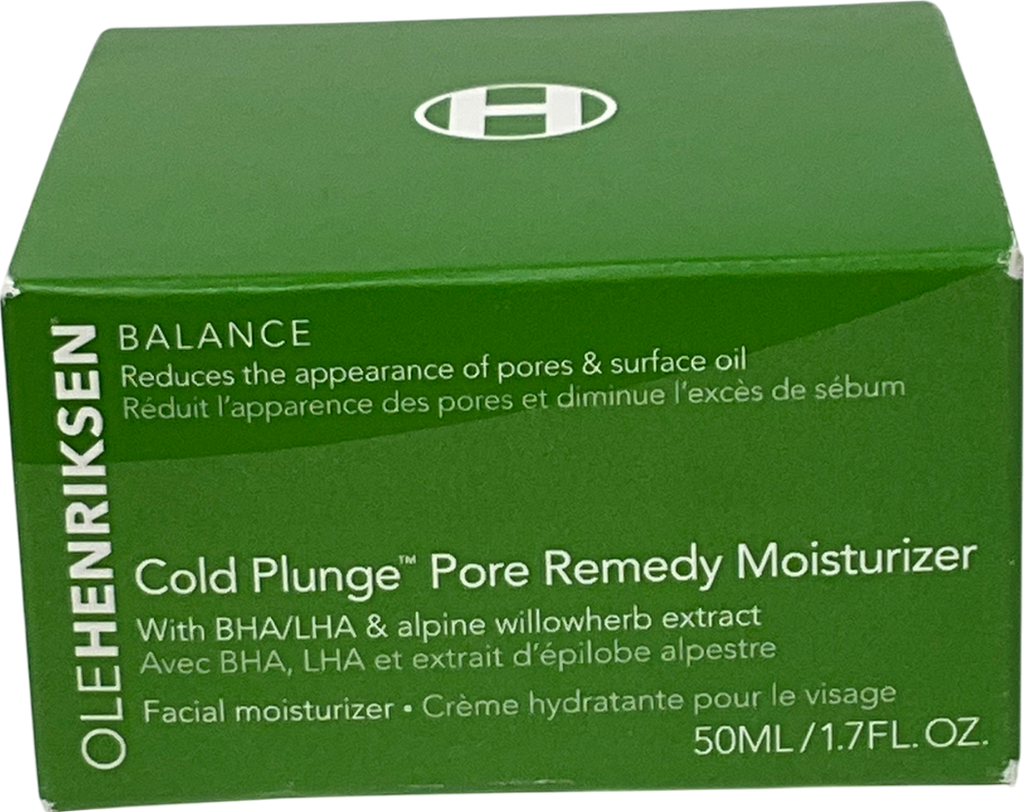 H
OLEHENRIKSEN®
BALANCE
Reduces the appearance of pores & surface oil
Réduit l'apparence des pores et diminue l'excès de sébum
Cold Plunge™ Pore Remedy Moisturizer
With BHA/LHA & alpine willowherb extract
Avec BHA, LHA et extrait d'épilobe alpestre
Facial moisturizer • Crème hydratante pour le visage
50ML/1.7FL.OZ.